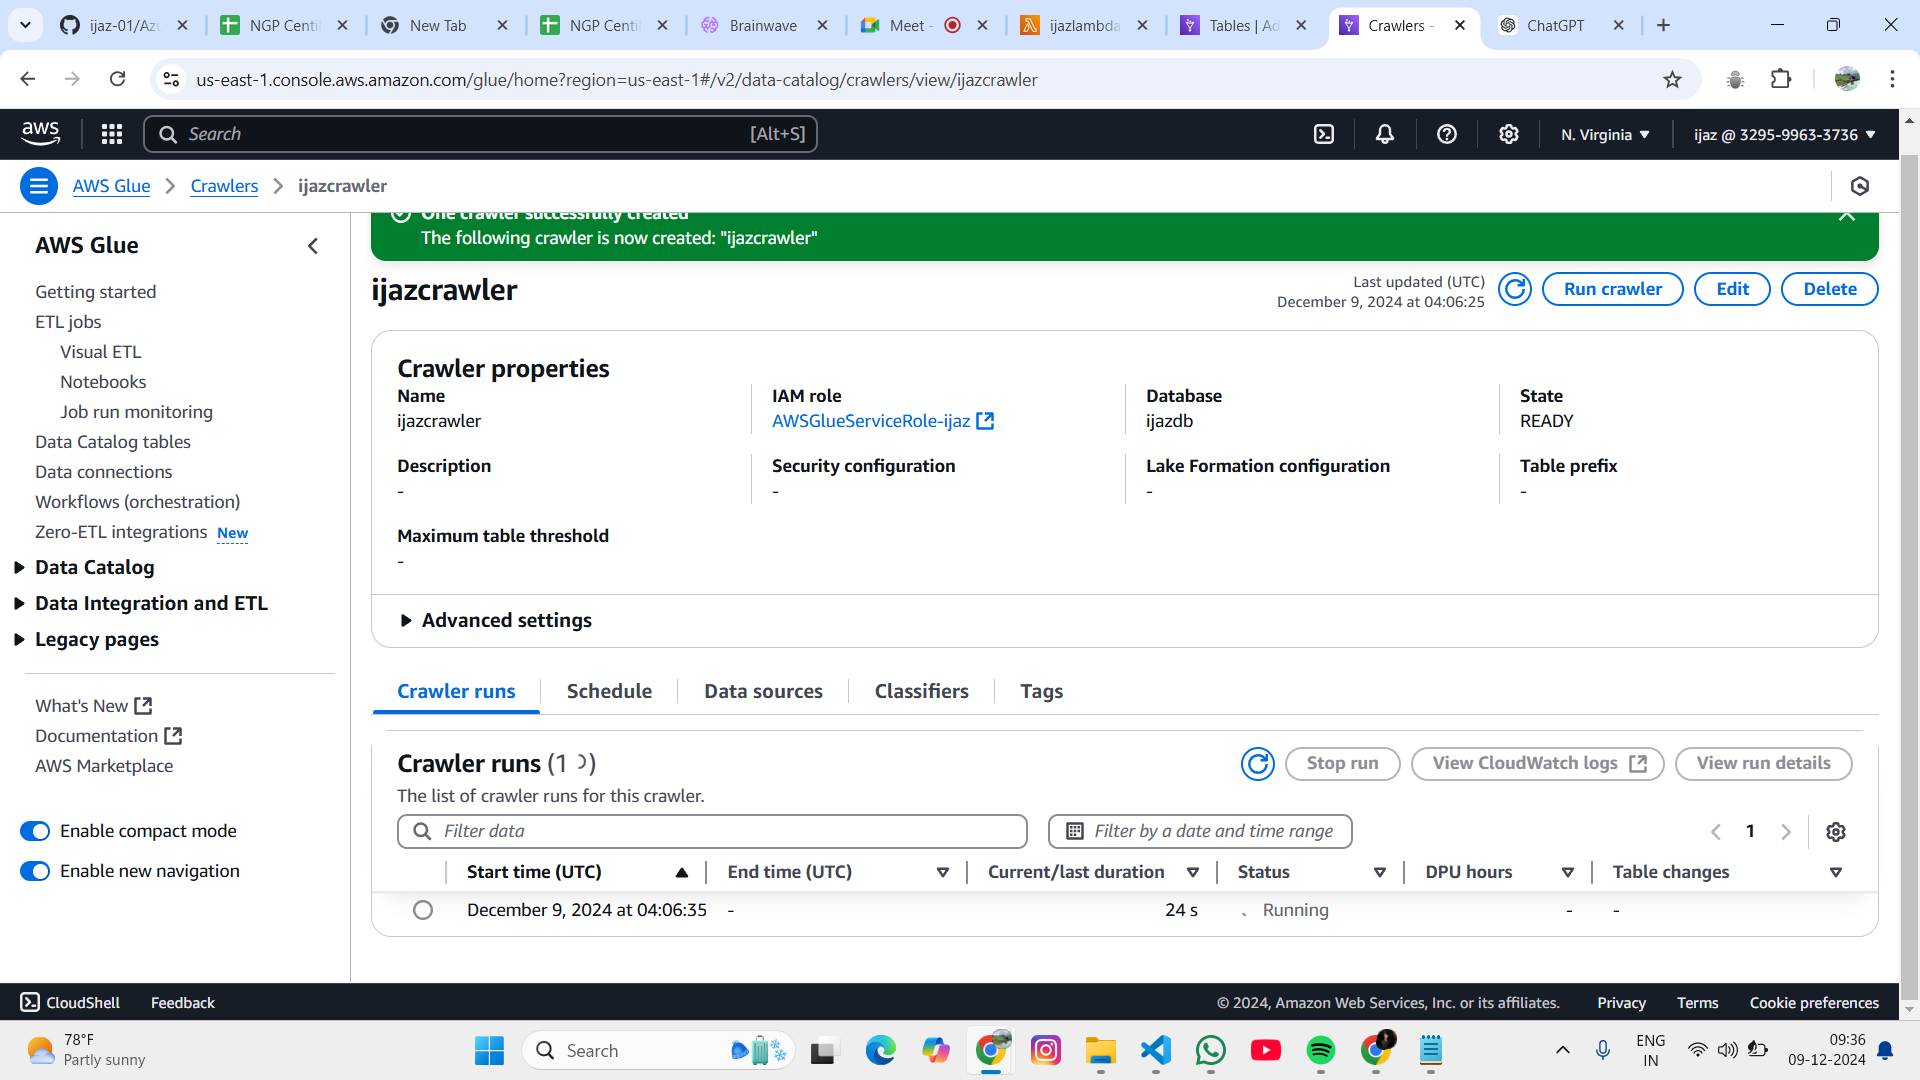 ijaz-01/Azu
NGP Centil
New Tab
NGP Centil
Brainwave
Meet -
ijazlambda
Tables | Ad
Crawlers -
ChatGPT
us-east-1.console.aws.amazon.com/glue/home?region=us-east-1#/v2/data-catalog/crawlers/view/ijazcrawler
aws
Search
[Alt+S]
N. Virginia
ijaz @ 3295-9963-3736
AWS Glue
Crawlers
ijazcrawler
AWS Glue
Getting started
ETL jobs
Visual ETL
Notebooks
Job run monitoring
Data Catalog tables
Data connections
Workflows (orchestration)
Zero-ETL integrations New
Data Catalog
Data Integration and ETL
Legacy pages
What's New
Documentation
AWS Marketplace
Enable compact mode
Enable new navigation
One crawler successfully created
The following crawler is now created: "ijazcrawler"
ijazcrawler
Last updated (UTC)
December 9, 2024 at 04:06:25
Run crawler
Edit
Delete
Crawler properties
Name
ijazcrawler
IAM role
AWSGlueServiceRole-ijaz
Database
ijazdb
State
READY
Description
-
Security configuration
-
Lake Formation configuration
-
Table prefix
-
Maximum table threshold
-
Advanced settings
Crawler runs
Schedule
Data sources
Classifiers
Tags
Crawler runs (1)
Stop run
View CloudWatch logs
View run details
The list of crawler runs for this crawler.
Filter data
Filter by a date and time range
1
Start time (UTC)
End time (UTC)
Current/last duration
Status
DPU hours
Table changes
December 9, 2024 at 04:06:35
-
24 s
Running
-
-
CloudShell
Feedback
© 2024, Amazon Web Services, Inc. or its affiliates.
Privacy
Terms
Cookie preferences
78°F
Partly sunny
Search
ENG
IN
09:36
09-12-2024